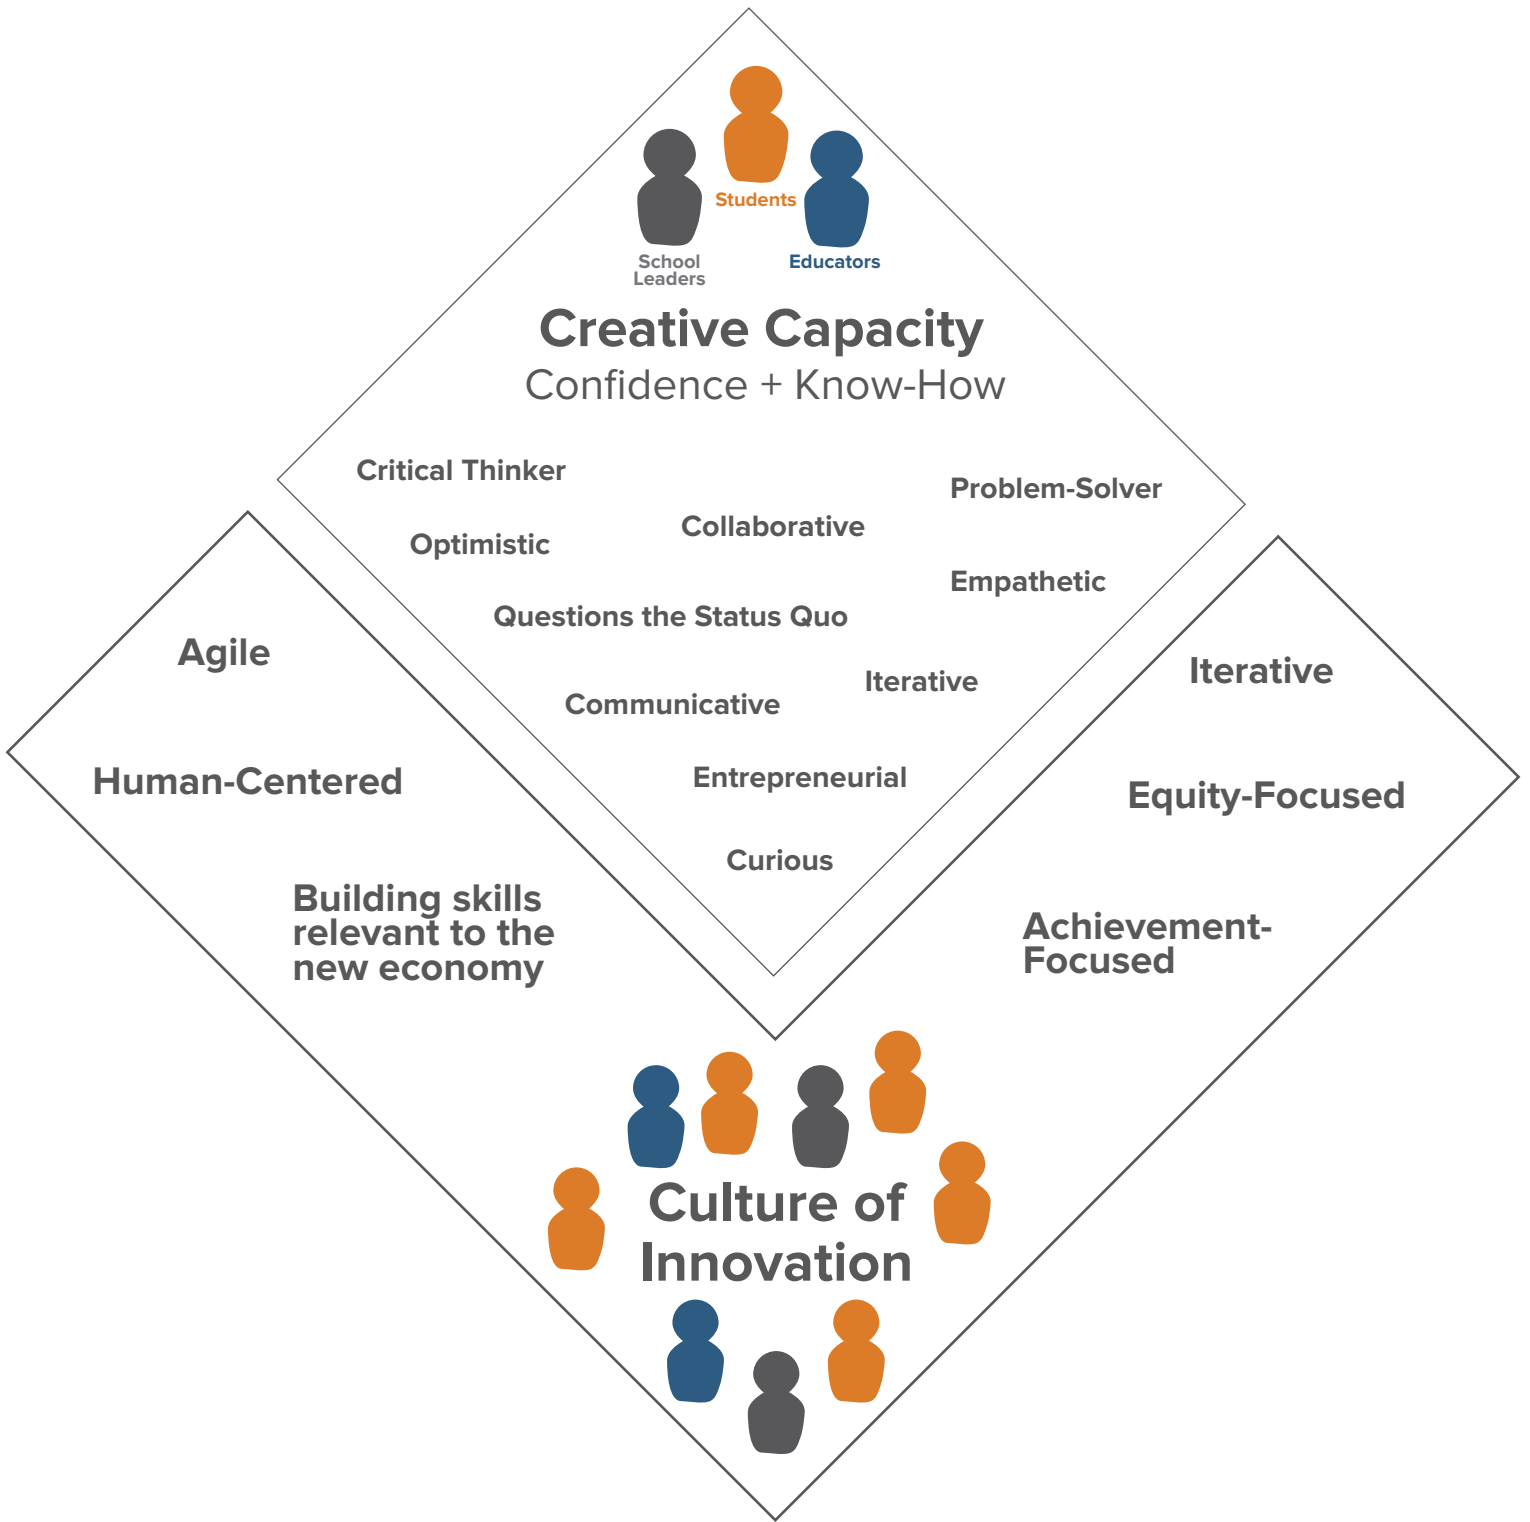 Students
School
Leaders
Educators
Creative Capacity
Confidence + Know-How
Critical Thinker
Problem-Solver
Collaborative
Optimistic
Empathetic
Questions the Status Quo
Iterative
Communicative
Entrepreneurial
Curious
Agile
Human-Centered
Building skills
relevant to the
new economy
Iterative
Equity-Focused
Achievement-
Focused
Culture of
Innovation